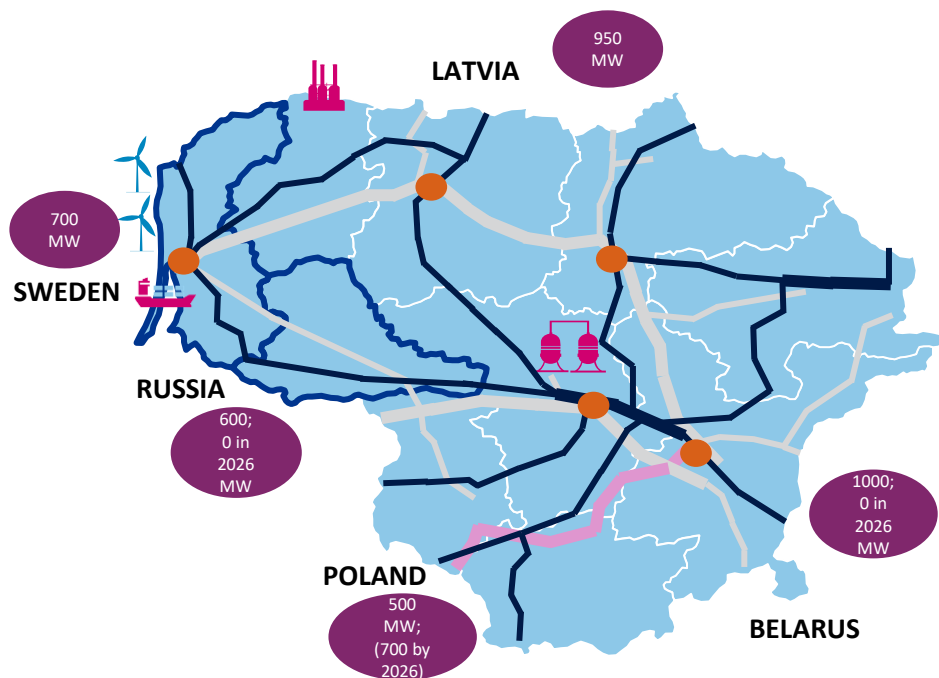 950
MW
LATVIA
700
MW
SWEDEN
RUSSIA
600;
0 in
2026
MW
1000;
0 in
2026
MW
POLAND
500
MW;
(700 by
2026)
BELARUS